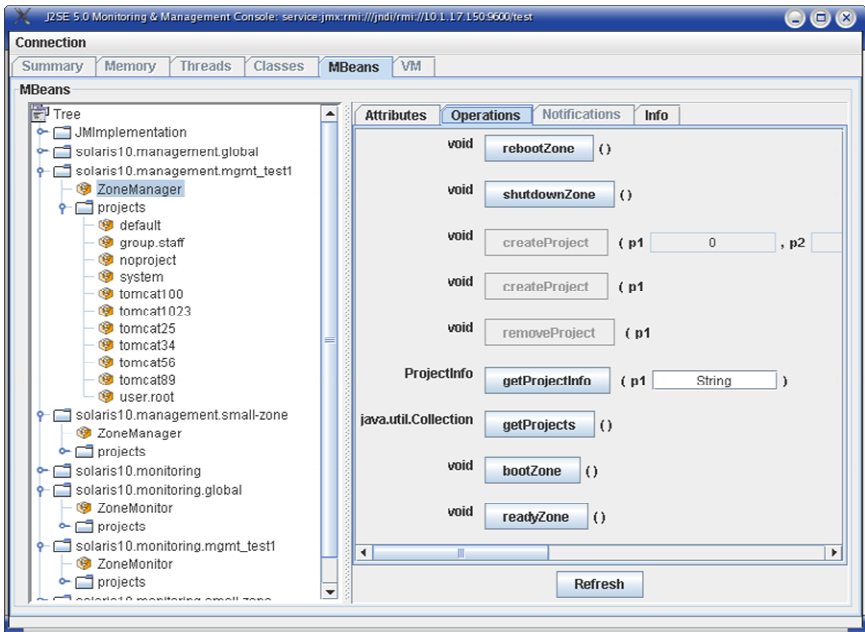 J2SE 5.0 Monitoring & Management Console: service:jmx:rmi:///jndi/rmi://10.1.17.150:9600/test
Connection
Summary Memory Threads Classes MBeans VM
MBeans
Tree
JMImplementation
solaris10.management.global
solaris10.management.mgmt_test1
ZoneManager
projects
default
group.staff
noproject
system
tomcat100
tomcat1023
tomcat25
tomcat34
tomcat56
tomcat89
user.root
solaris10.management.small-zone
ZoneManager
projects
solaris10.monitoring
solaris10.monitoring.global
ZoneMonitor
projects
solaris10.monitoring.mgmt_test1
ZoneMonitor
projects
solaris10.monitoring.small-zone
Attributes Operations Notifications Info
void rebootZone ()
void shutdownZone ()
void createProject ( p1 0 , p2
void createProject ( p1
void removeProject ( p1
ProjectInfo getProjectInfo ( p1 String )
java.util.Collection getProjects ()
void bootZone ()
void readyZone ()
Refresh